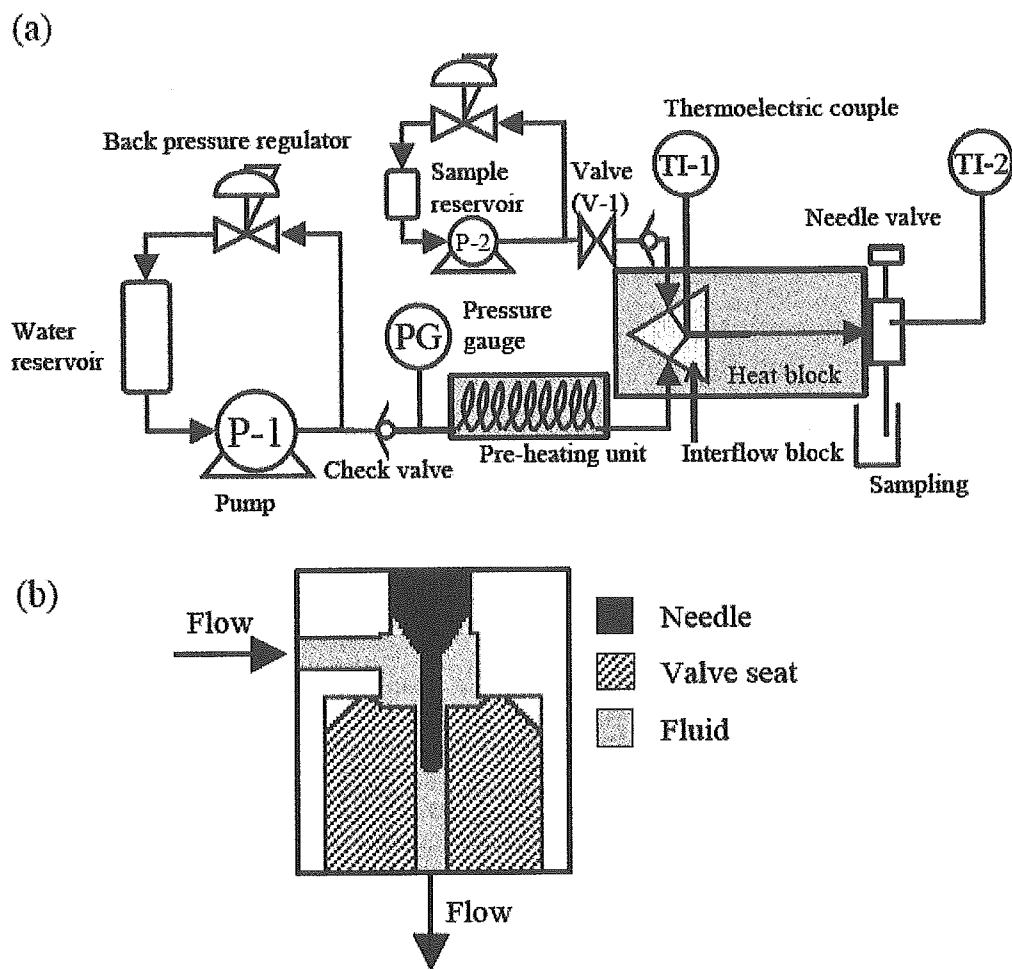 (a)
Thermoelectric couple
Back pressure regulator
TI-1
TI-2
Sample
reservoir
Valve
(V-1)
Needle valve
P-2
Water
reservoir
PG
Pressure
gauge
Heat block
P-1
Check valve
Pre-heating unit
Interflow block
Pump
Sampling
(b)
Flow
Needle
Valve seat
Fluid
Flow